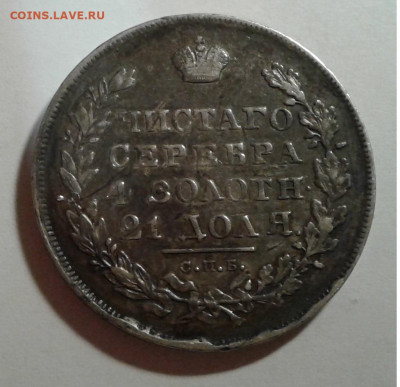 COINS.LAVE.RU
ЧИСТАГО
СЕРЕБРА
4 ЗОЛОТН.
21 ДОЛЯ.
С.П.Б.